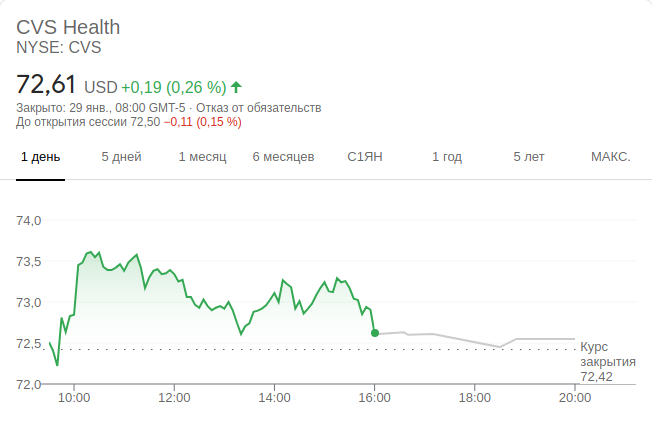 CVS Health
NYSE: CVS
72,61 USD +0,19 (0,26 %)
Закрыто: 29 янв., 08:00 GMT-5 · Отказ от обязательств
До открытия сессии 72,50 −0,11 (0,15 %)
1 день 5 дней 1 месяц 6 месяцев С1ЯН 1 год 5 лет МАКС.
74,0
73,5
73,0
72,5
72,0
Курс
закрытия
72,42
10:00 12:00 14:00 16:00 18:00 20:00